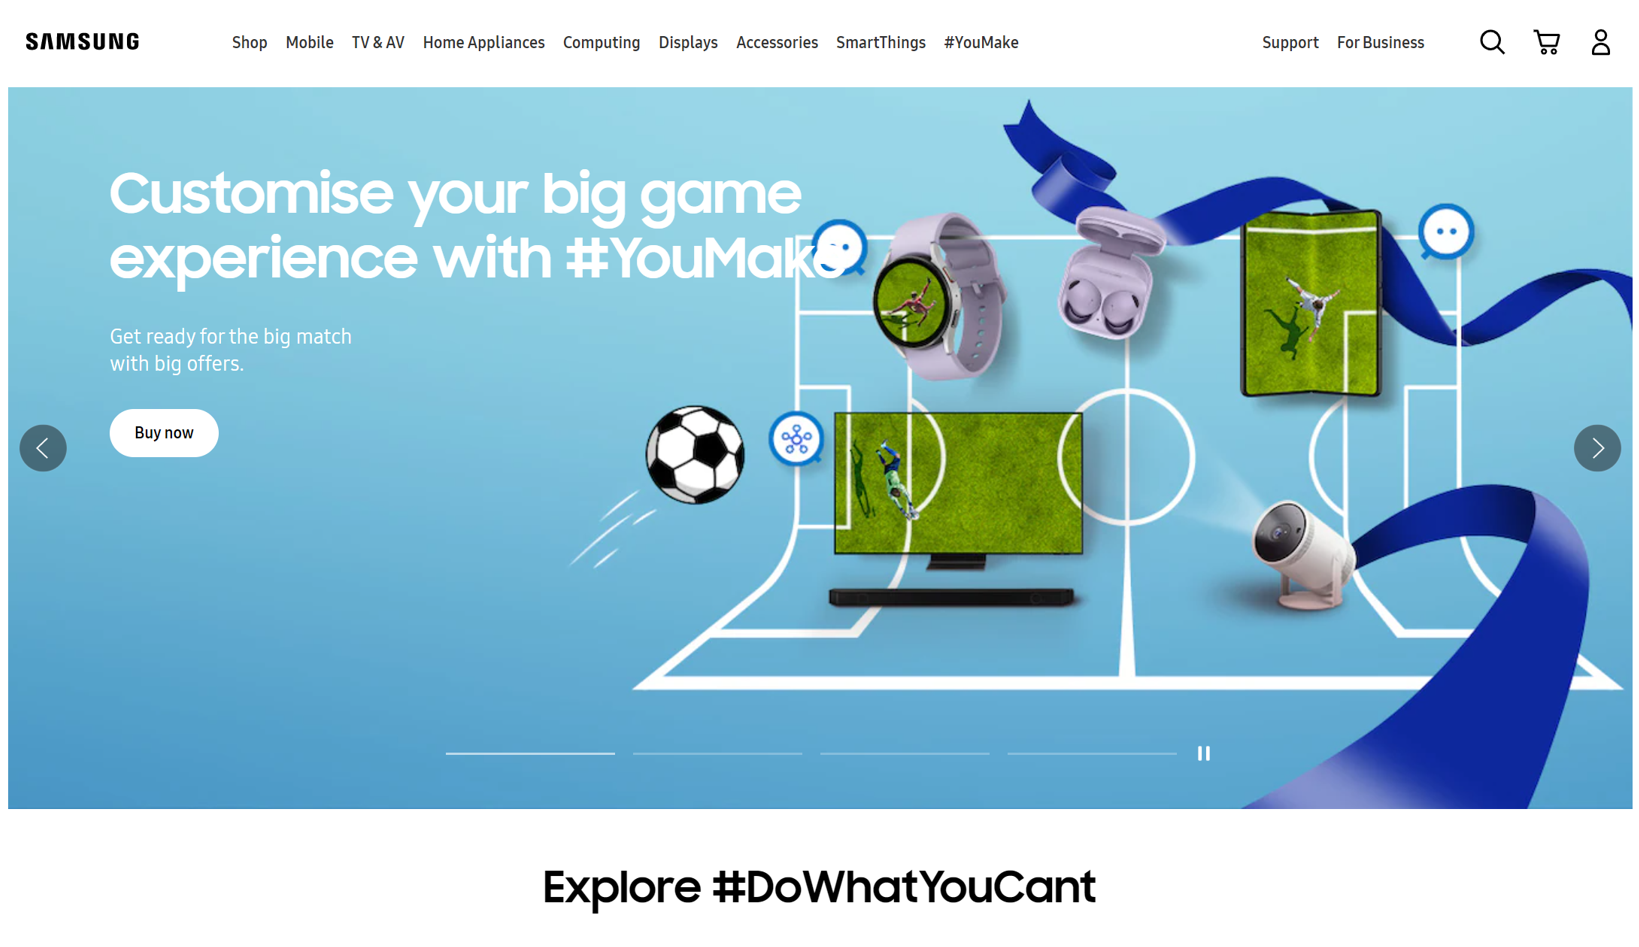 SAMSUNG
Shop Mobile TV & AV Home Appliances Computing Displays Accessories SmartThings #YouMake
Support For Business
Customise your big game
experience with #YouMake
Get ready for the big match
with big offers.
Buy now
Explore #DoWhatYouCant